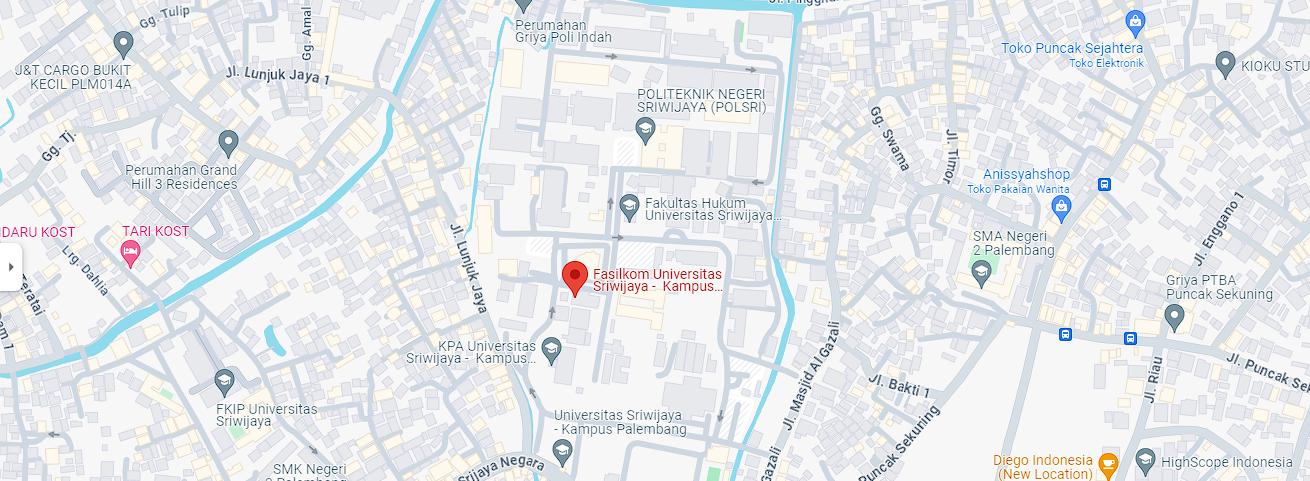 Gg. Tulip
Gg. Amal
Perumahan
Griya Poli Indah
Toko Puncak Sejahtera
Toko Elektronik
J&T CARGO BUKIT
KECIL PLM014A
Jl. Lunjuk Jaya 1
KIOKU STU
POLITEKNIK NEGERI
SRIWIJAYA (POLSRI)
Gg. Tj.
Gg. Swama
Jl. Timor
Perumahan Grand
Hill 3 Residences
Anissyahshop
Toko Pakaian Wanita
Fakultas Hukum
Universitas Sriwijaya...
Jl. Enggano 1
NDARU KOST
TARI KOST
Lrg. Dahlia
Jl. Lunjuk Jaya
SMA Negeri
2 Palembang
Fasilkom Universitas
Sriwijaya - Kampus...
Griya PTBA
Puncak Sekuning
KPA Universitas
Sriwijaya - Kampus...
Jl. Masjid Al Gazali
Jl. Bakti 1
Jl. Riau
Jl. Puncak Seku
FKIP Universitas
Sriwijaya
Puncak Sekuning
Universitas Sriwijaya
- Kampus Palembang
Srijaya Negara
SMK Negeri
2 Palembang
Gazali
Diego Indonesia
(New Location)
HighScope Indonesia